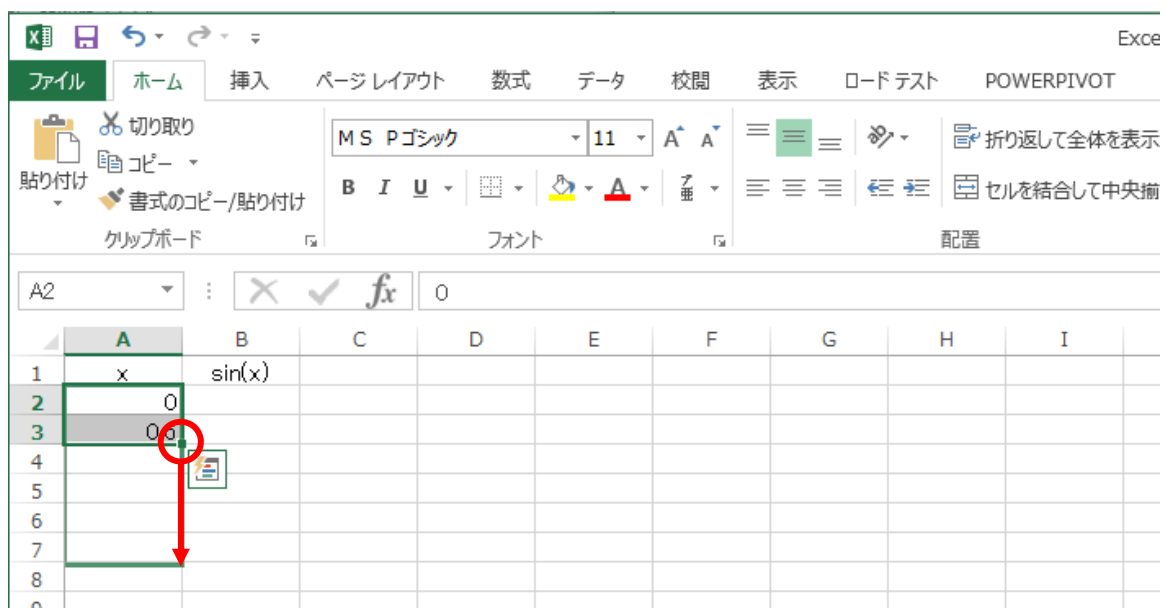 Exce
ファイル ホーム 挿入 ページ レイアウト 数式 データ 校閲 表示 ロード テスト POWERPIVOT
貼り付け
切り取り
コピー
書式のコピー/貼り付け
クリップボード
MS Pゴシック 11 A A
B I U A ア亜
フォント
折り返して全体を表示
セルを結合して中央揃
配置
A2 fx 0
A B C D E F G H I
1 x sin(x)
2 0
3
4
5
6
7
8